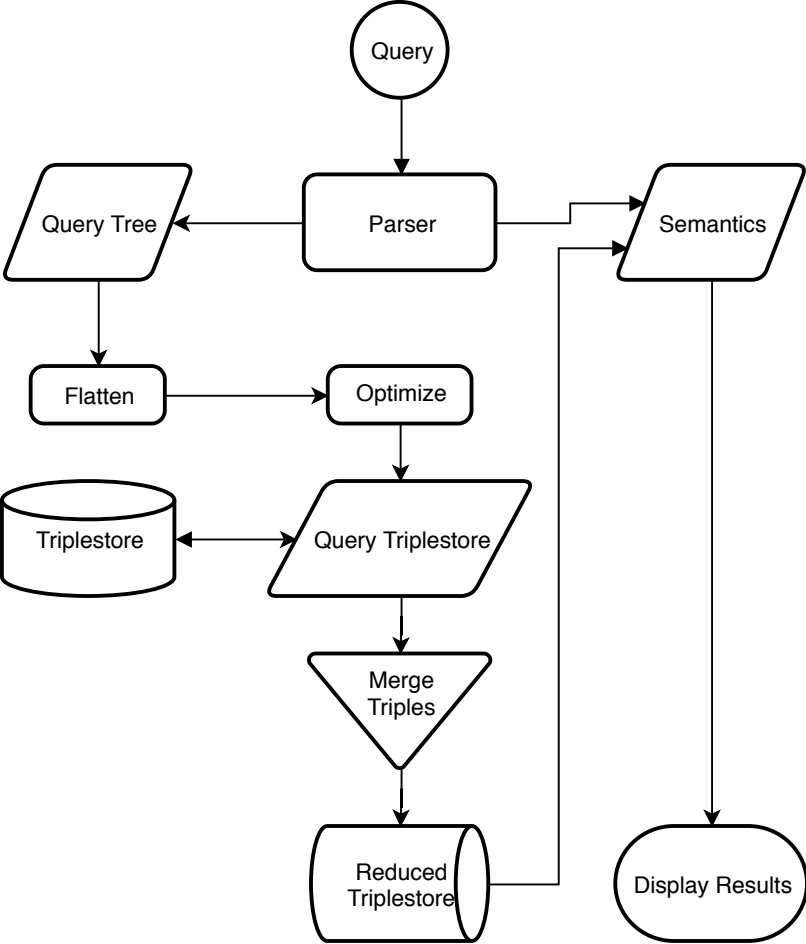 Query
Query Tree
Parser
Semantics
Flatten
Optimize
Triplestore
Query Triplestore
Merge
Triples
Reduced
Triplestore
Display Results